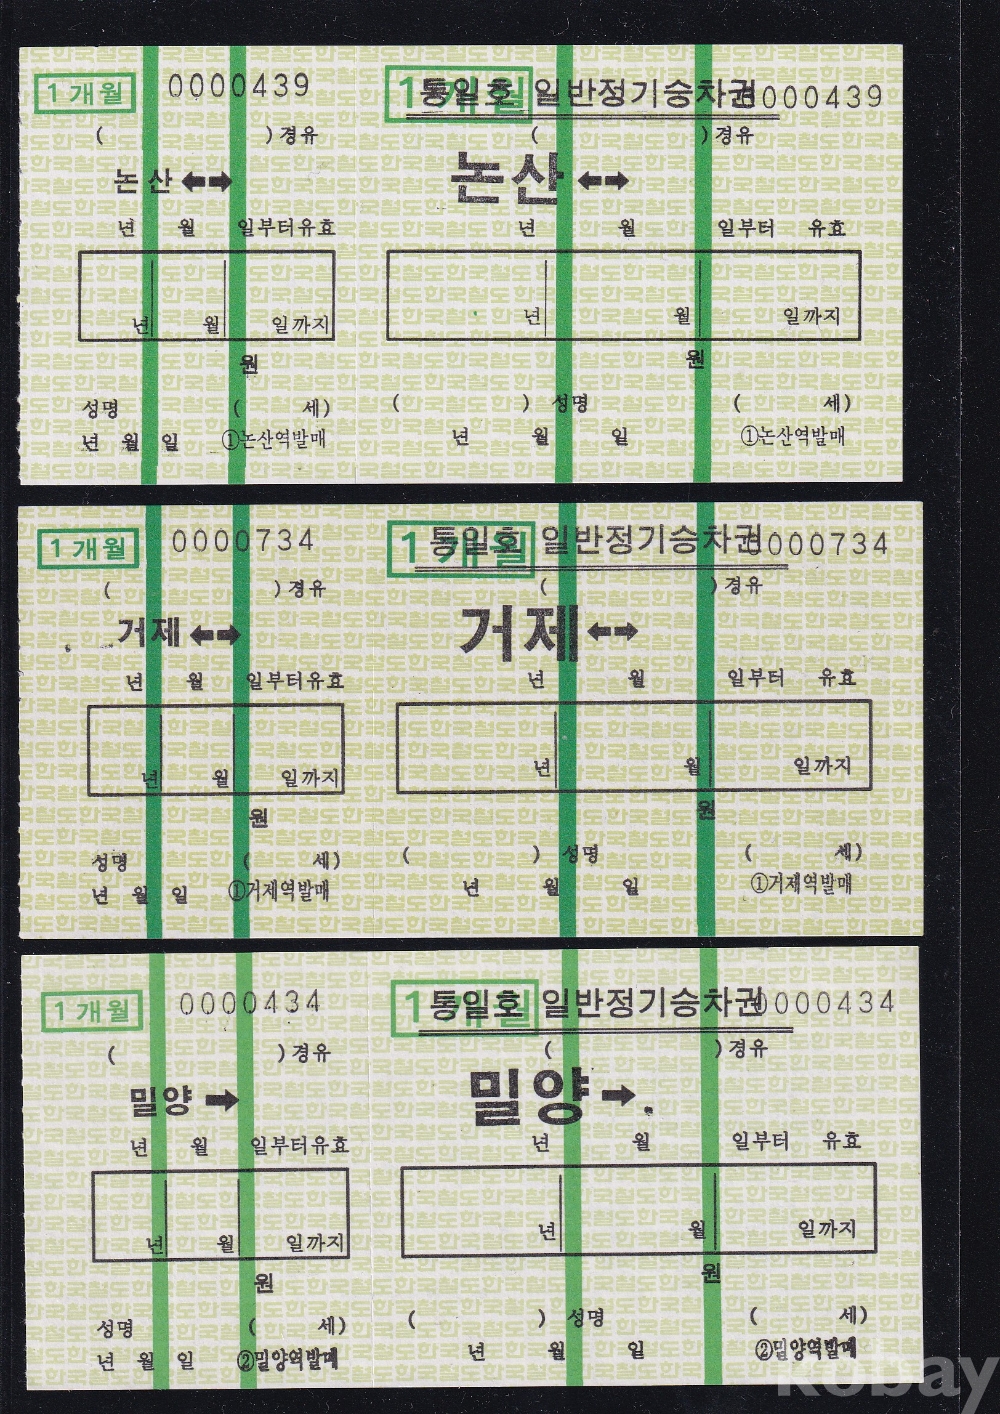 1개월 0000439
( )경유
논산⬅➡
년 월 일부터유효
년 월 일까지
원
성명 ( 세)
년 월 일 ①논산역발매
1개월
통일호 일반정기승차권 0000439
( )경유
논산⬅➡
년 월 일부터 유효
년 월 일까지
원
( ) 성명 ( 세)
년 월 일 ①논산역발매
1개월 0000734
( )경유
거제⬅➡
년 월 일부터유효
년 월 일까지
원
성명 ( 세)
년 월 일 ①거제역발매
1개월
통일호 일반정기승차권 0000734
( )경유
거제⬅➡
년 월 일부터 유효
년 월 일까지
원
( ) 성명 ( 세)
년 월 일 ①거제역발매
1개월 0000434
( )경유
밀양➡
년 월 일부터유효
년 월 일까지
원
성명 ( 세)
년 월 일 ②밀양역발매
1개월
통일호 일반정기승차권 0000434
( )경유
밀양➡
년 월 일부터 유효
년 월 일까지
원
( ) 성명 ( 세)
년 월 일 ②밀양역발매
kobay